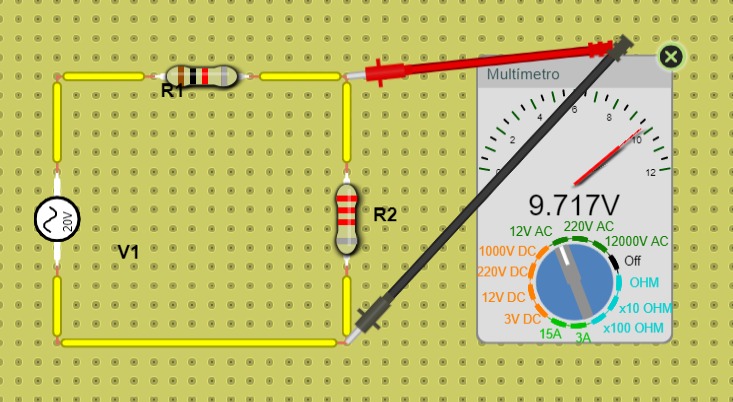 Multímetro
2
4
6
8
10
12
9.717V
220V AC
12V AC
12000V AC
1000V DC
Off
220V DC
OHM
12V DC
x10 OHM
3V DC
x100 OHM
15A
3A
R1
R2
20V
V1